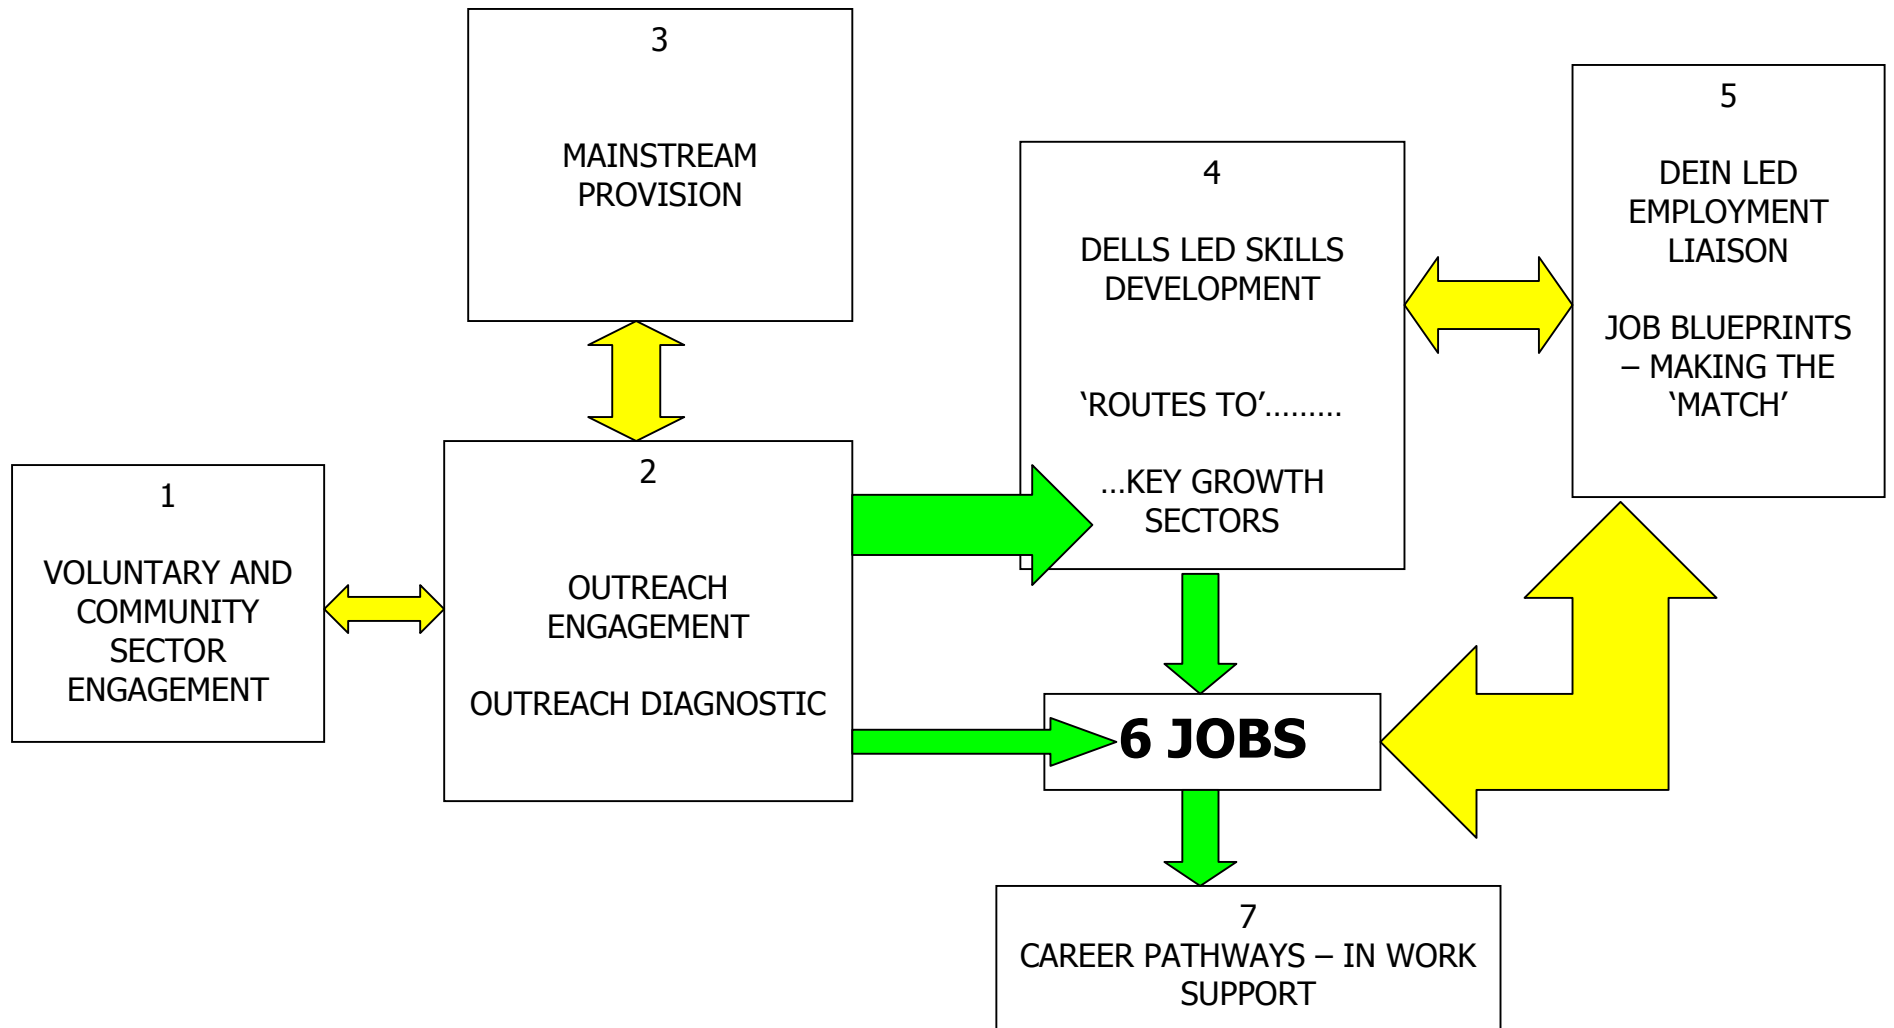 1
VOLUNTARY AND
COMMUNITY
SECTOR
ENGAGEMENT
2
OUTREACH
ENGAGEMENT
OUTREACH DIAGNOSTIC
3
MAINSTREAM
PROVISION
4
DELLS LED SKILLS
DEVELOPMENT
‘ROUTES TO’.........
...KEY GROWTH
SECTORS
5
DEIN LED
EMPLOYMENT
LIAISON
JOB BLUEPRINTS
– MAKING THE
‘MATCH’
6 JOBS
7
CAREER PATHWAYS – IN WORK
SUPPORT